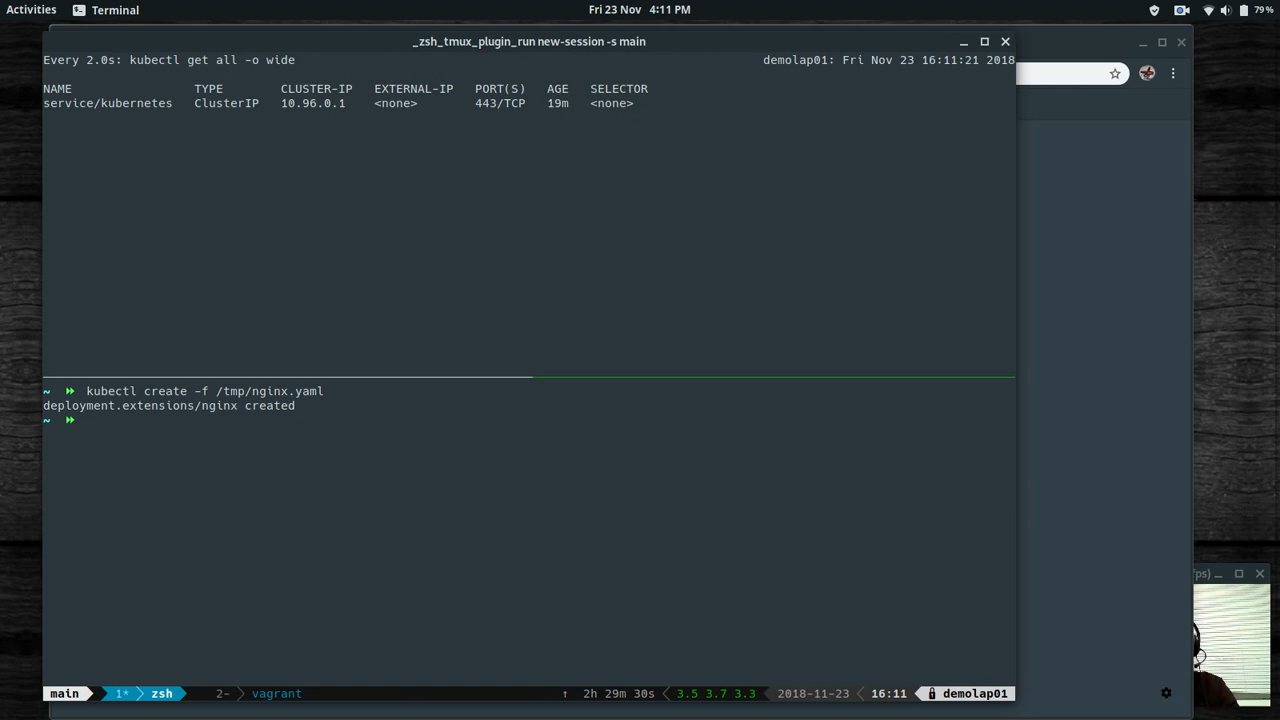 Activities Terminal Fri 23 Nov 4:11 PM 79%
_zsh_tmux_plugin_run new-session -s main
Every 2.0s: kubectl get all -o wide demolap01: Fri Nov 23 16:11:21 2018
NAME TYPE CLUSTER-IP EXTERNAL-IP PORT(S) AGE SELECTOR
service/kubernetes ClusterIP 10.96.0.1 <none> 443/TCP 19m <none>
~ kubectl create -f /tmp/nginx.yaml
deployment.extensions/nginx created
~
fps)
main 1* zsh 2- vagrant ↑ 2h 29m 30s 3.5 3.7 3.3 2018-11-23 16:11 demolap01